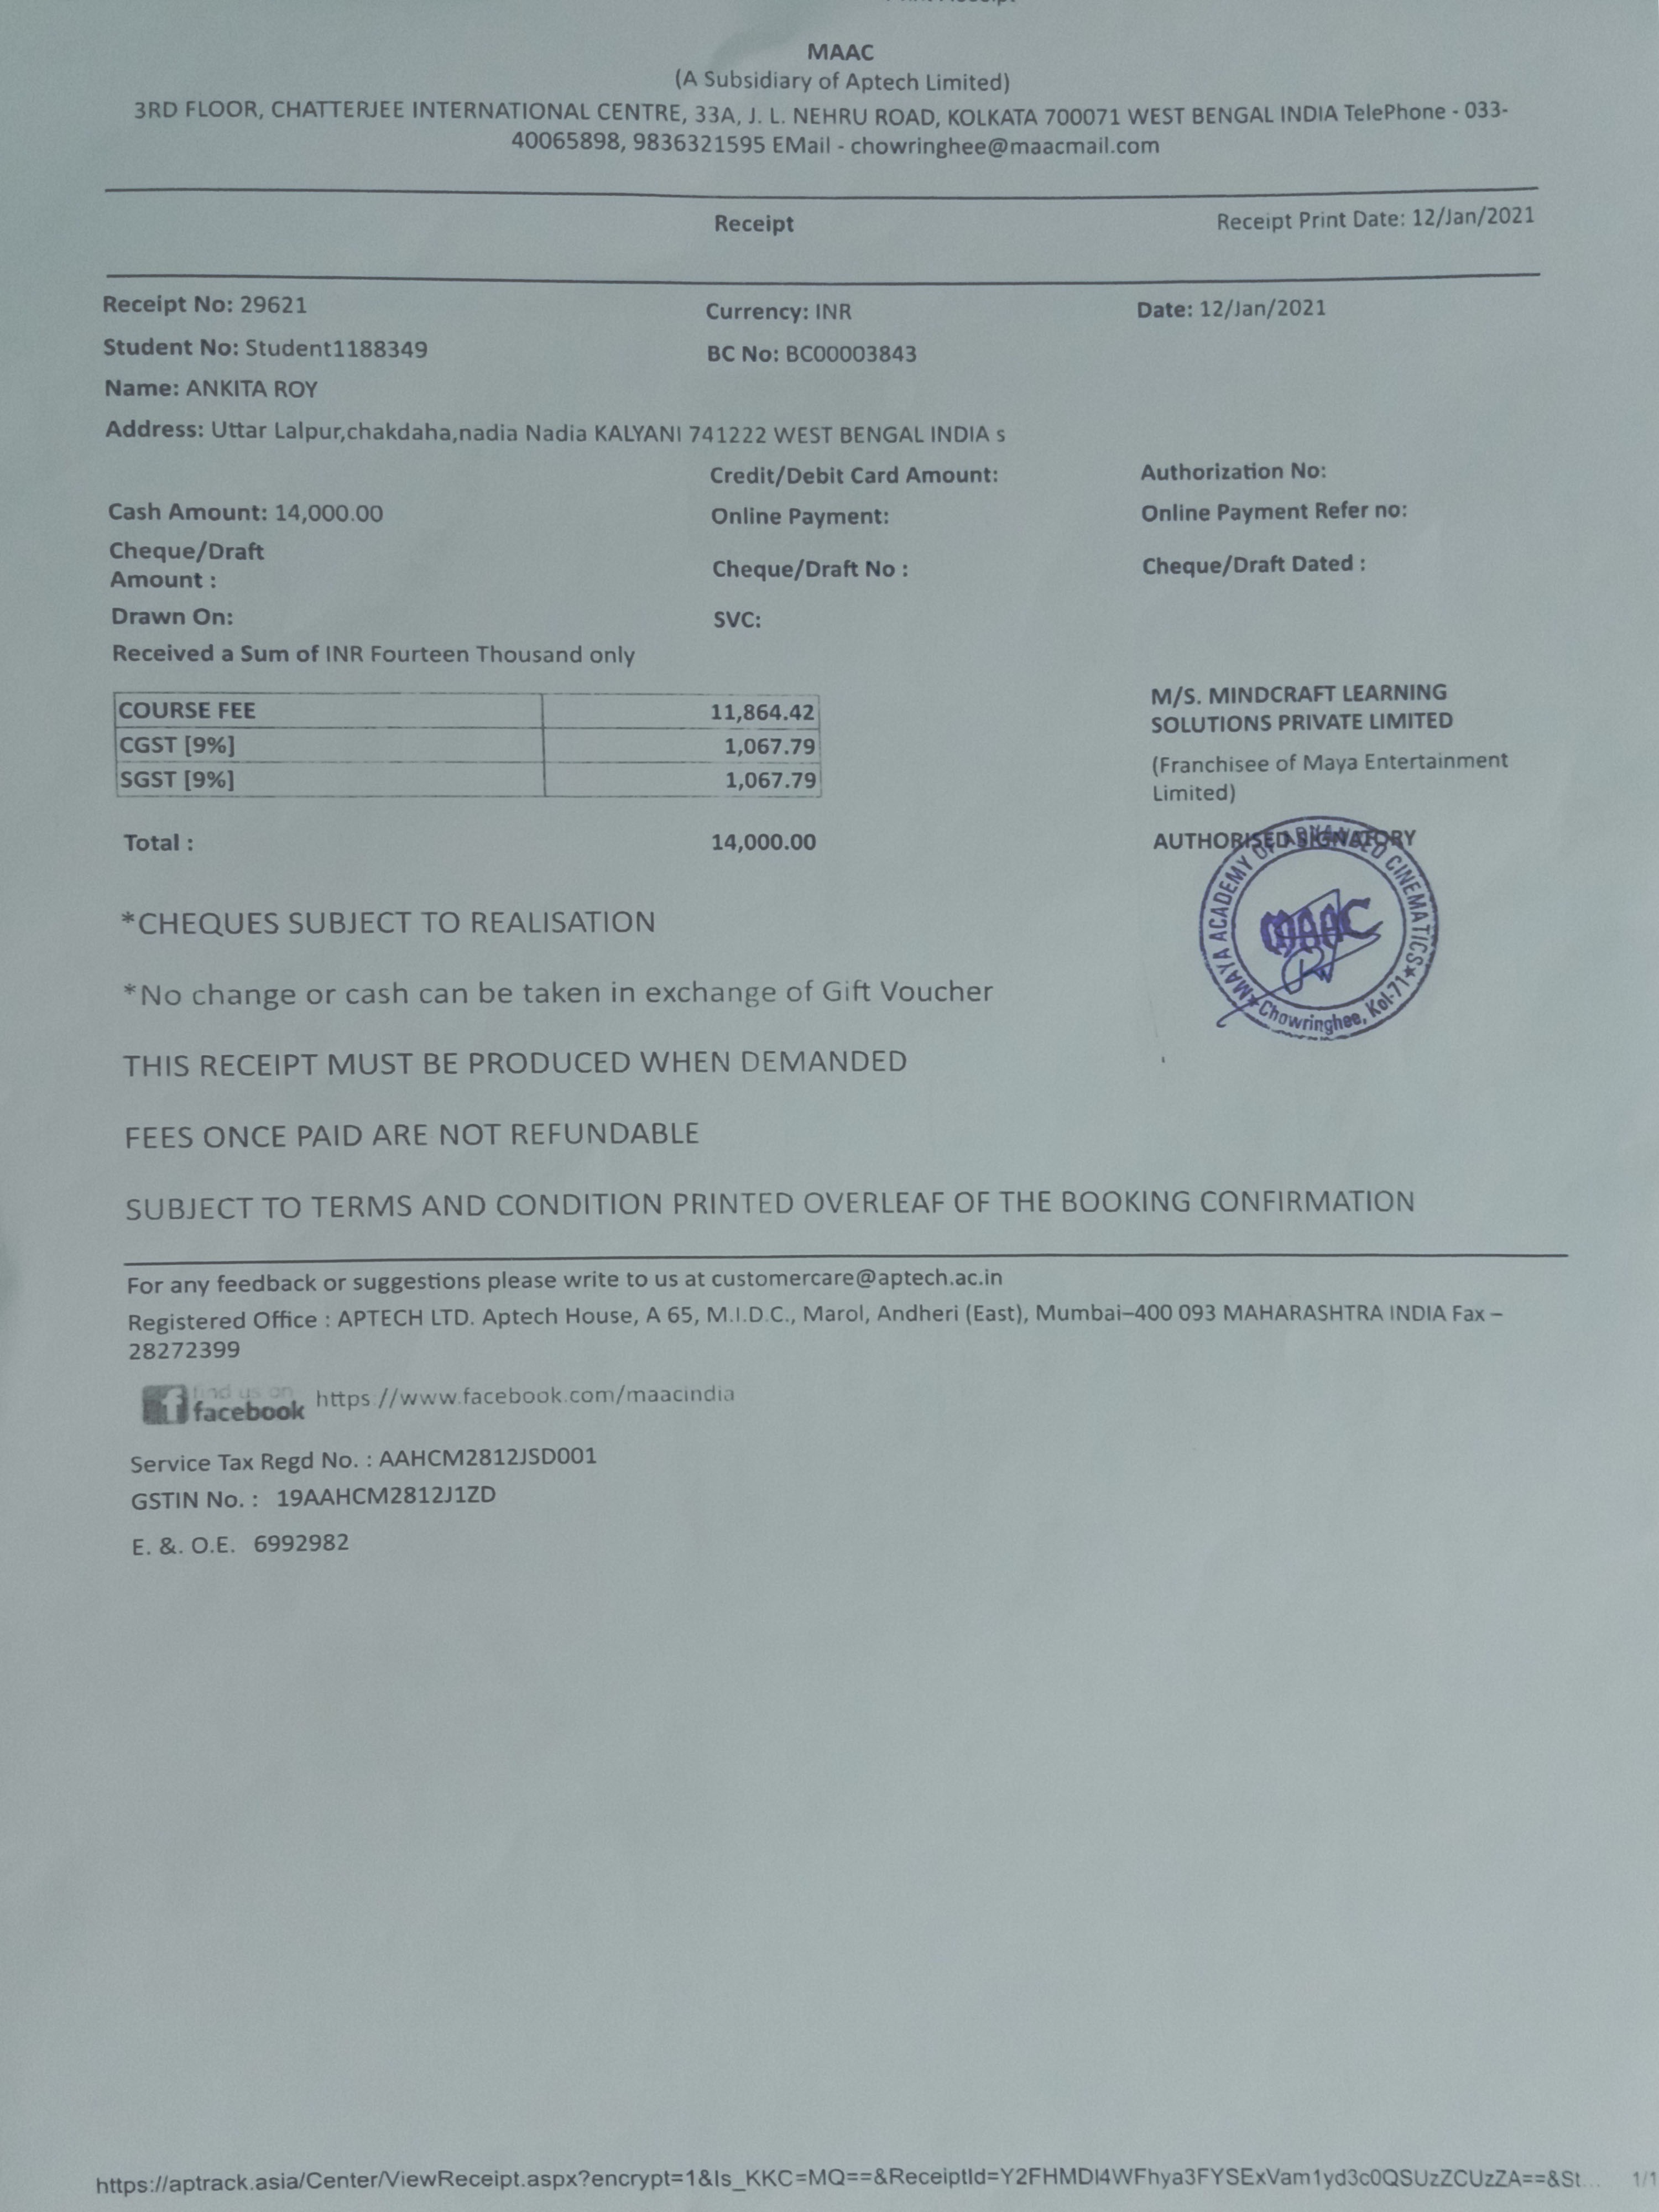 MAAC
(A Subsidiary of Aptech Limited)
3RD FLOOR, CHATTERJEE INTERNATIONAL CENTRE, 33A, J. L. NEHRU ROAD, KOLKATA 700071 WEST BENGAL INDIA TelePhone - 033-
40065898, 9836321595 EMail - chowringhee@maacmail.com
Receipt Receipt Print Date: 12/Jan/2021
Receipt No: 29621 Currency: INR Date: 12/Jan/2021
Student No: Student1188349 BC No: BC00003843
Name: ANKITA ROY
Address: Uttar Lalpur,chakdaha,nadia Nadia KALYANI 741222 WEST BENGAL INDIA s
Credit/Debit Card Amount: Authorization No:
Cash Amount: 14,000.00 Online Payment: Online Payment Refer no:
Cheque/Draft
Amount : Cheque/Draft No : Cheque/Draft Dated :
Drawn On: SVC:
Received a Sum of INR Fourteen Thousand only
COURSE FEE 11,864.42
CGST [9%] 1,067.79
SGST [9%] 1,067.79
Total : 14,000.00
M/S. MINDCRAFT LEARNING
SOLUTIONS PRIVATE LIMITED
(Franchisee of Maya Entertainment
Limited)
AUTHORISED SIGNATORY
MAYA ACADEMY OF ADVANCED CINEMATICS
MAAC
Chowringhee, Kol-71
*CHEQUES SUBJECT TO REALISATION
*No change or cash can be taken in exchange of Gift Voucher
THIS RECEIPT MUST BE PRODUCED WHEN DEMANDED
FEES ONCE PAID ARE NOT REFUNDABLE
SUBJECT TO TERMS AND CONDITION PRINTED OVERLEAF OF THE BOOKING CONFIRMATION
For any feedback or suggestions please write to us at customercare@aptech.ac.in
Registered Office : APTECH LTD. Aptech House, A 65, M.I.D.C., Marol, Andheri (East), Mumbai–400 093 MAHARASHTRA INDIA Fax –
28272399
find us on
facebook https://www.facebook.com/maacindia
Service Tax Regd No. : AAHCM2812JSD001
GSTIN No. : 19AAHCM2812J1ZD
E. &. O.E. 6992982
https://aptrack.asia/Center/ViewReceipt.aspx?encrypt=1&Is_KKC=MQ==&ReceiptId=Y2FHMDI4WFhya3FYSExVam1yd3c0QSUzZCUzZA==&St... 1/1